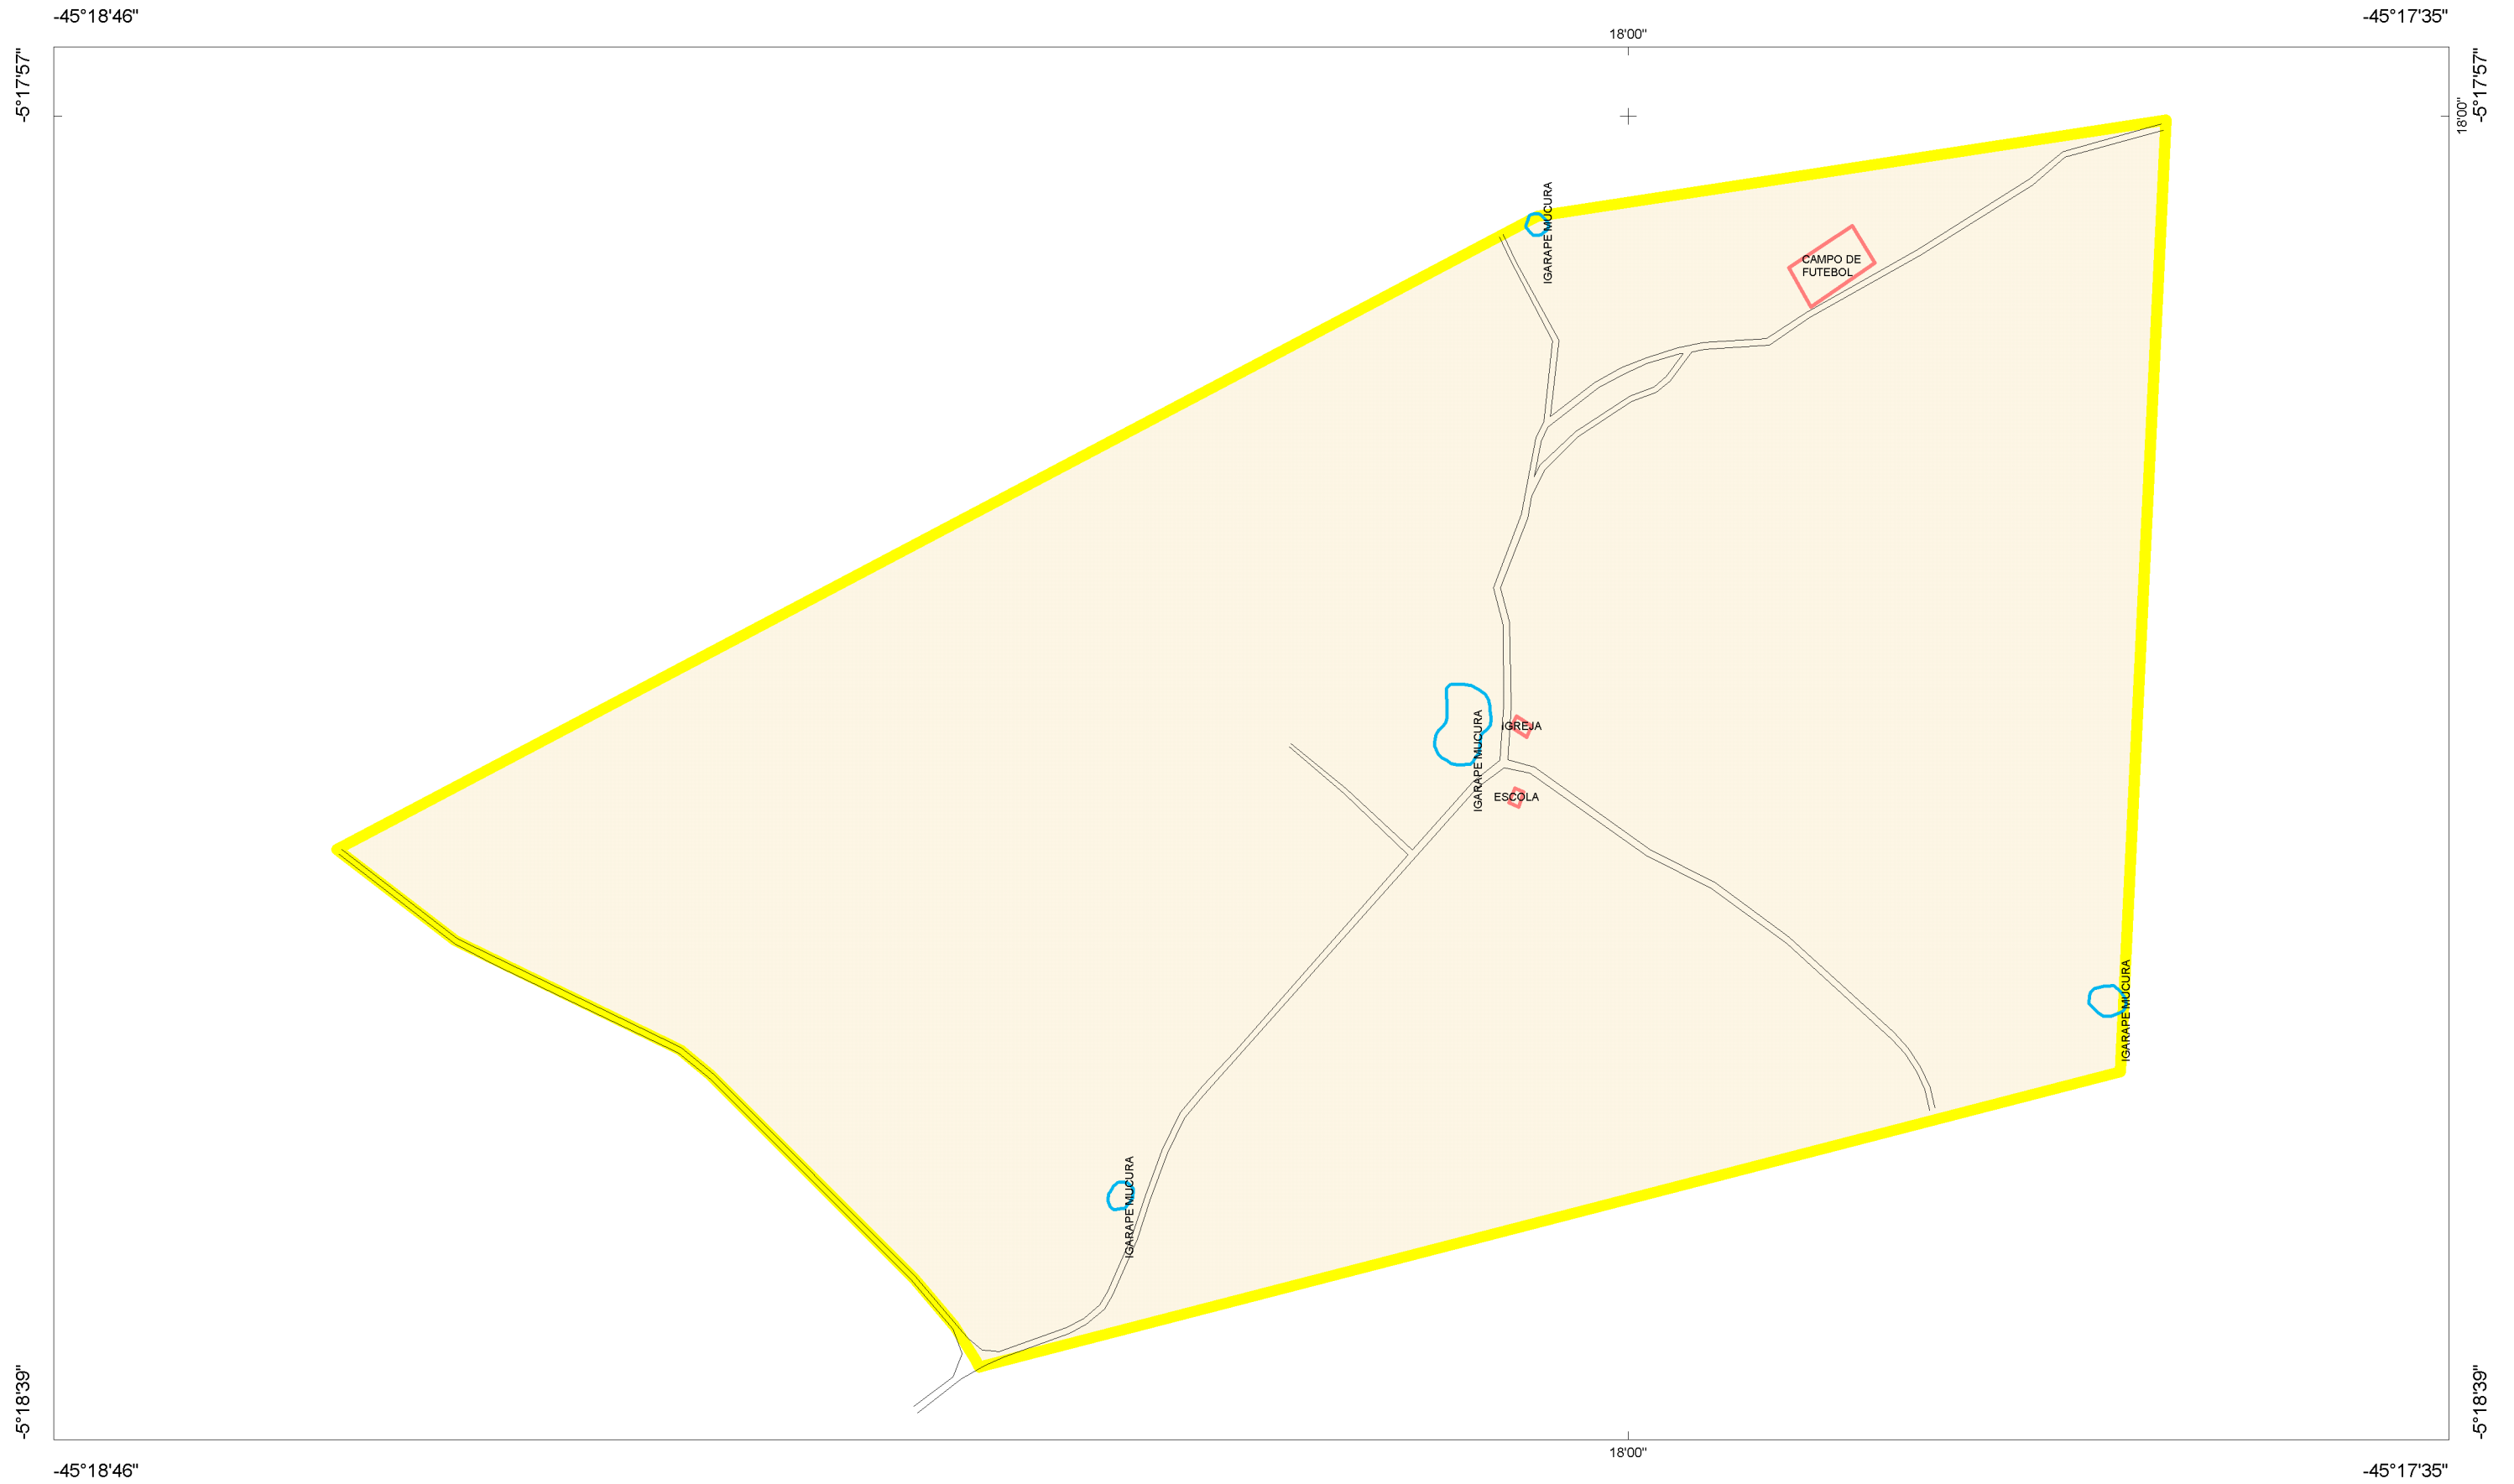 -45°18'46"
-45°17'35"
18'00"
-5°17'57"
-5°17'57"
18'00"
IGARAPE MUCURA
CAMPO DE
FUTEBOL
IGARAPE MUCURA
IGREJA
ESCOLA
IGARAPE MUCURA
IGARAPE MUCURA
-5°18'39"
-5°18'39"
18'00"
-45°18'46"
-45°17'35"